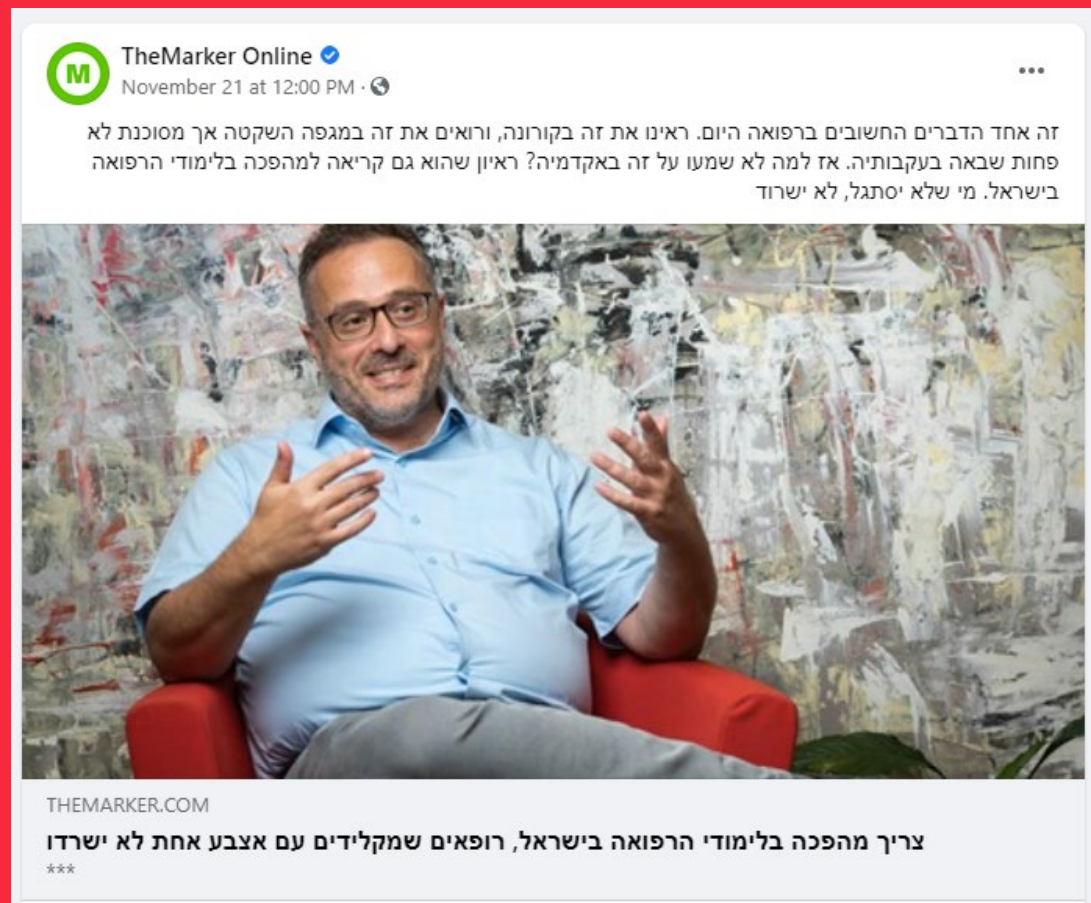 TheMarker Online
November 21 at 12:00 PM ·
זה אחד הדברים החשובים ברפואה היום. ראינו את זה בקורונה, ורואים את זה במגפה השקטה אך מסוכנת לא
פחות שבאה בעקבותיה. אז למה לא שמעו על זה באקדמיה? ראיון שהוא גם קריאה למהפכה בלימודי הרפואה
בישראל. מי שלא יסתגל, לא ישרוד
THEMARKER.COM
צריך מהפכה בלימודי הרפואה בישראל, רופאים שמקלידים עם אצבע אחת לא ישרדו
***